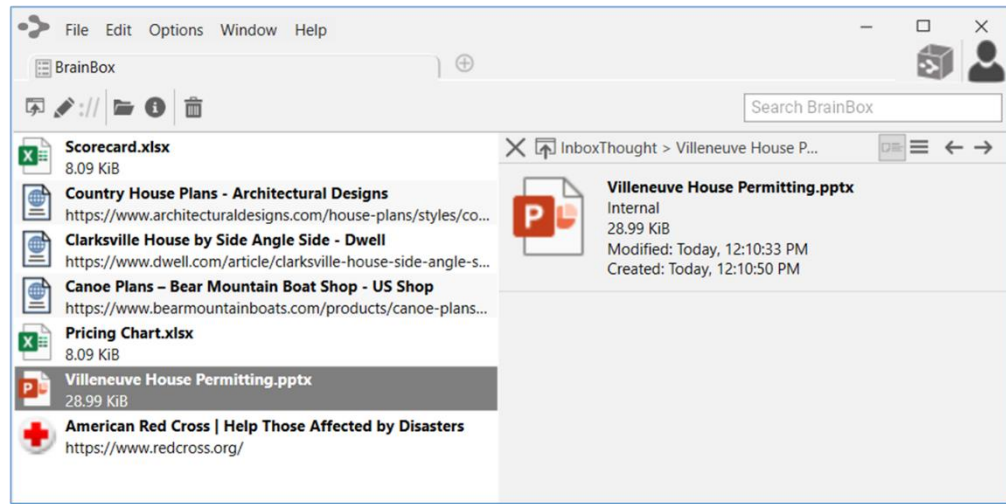 File Edit Options Window Help
BrainBox
Search BrainBox
Scorecard.xlsx
8.09 KiB
Country House Plans - Architectural Designs
https://www.architecturaldesigns.com/house-plans/styles/co...
Clarksville House by Side Angle Side - Dwell
https://www.dwell.com/article/clarksville-house-side-angle-s...
Canoe Plans – Bear Mountain Boat Shop - US Shop
https://www.bearmountainboats.com/products/canoe-plans...
Pricing Chart.xlsx
8.09 KiB
Villeneuve House Permitting.pptx
28.99 KiB
American Red Cross | Help Those Affected by Disasters
https://www.redcross.org/
InboxThought > Villeneuve House P...
Villeneuve House Permitting.pptx
Internal
28.99 KiB
Modified: Today, 12:10:33 PM
Created: Today, 12:10:50 PM